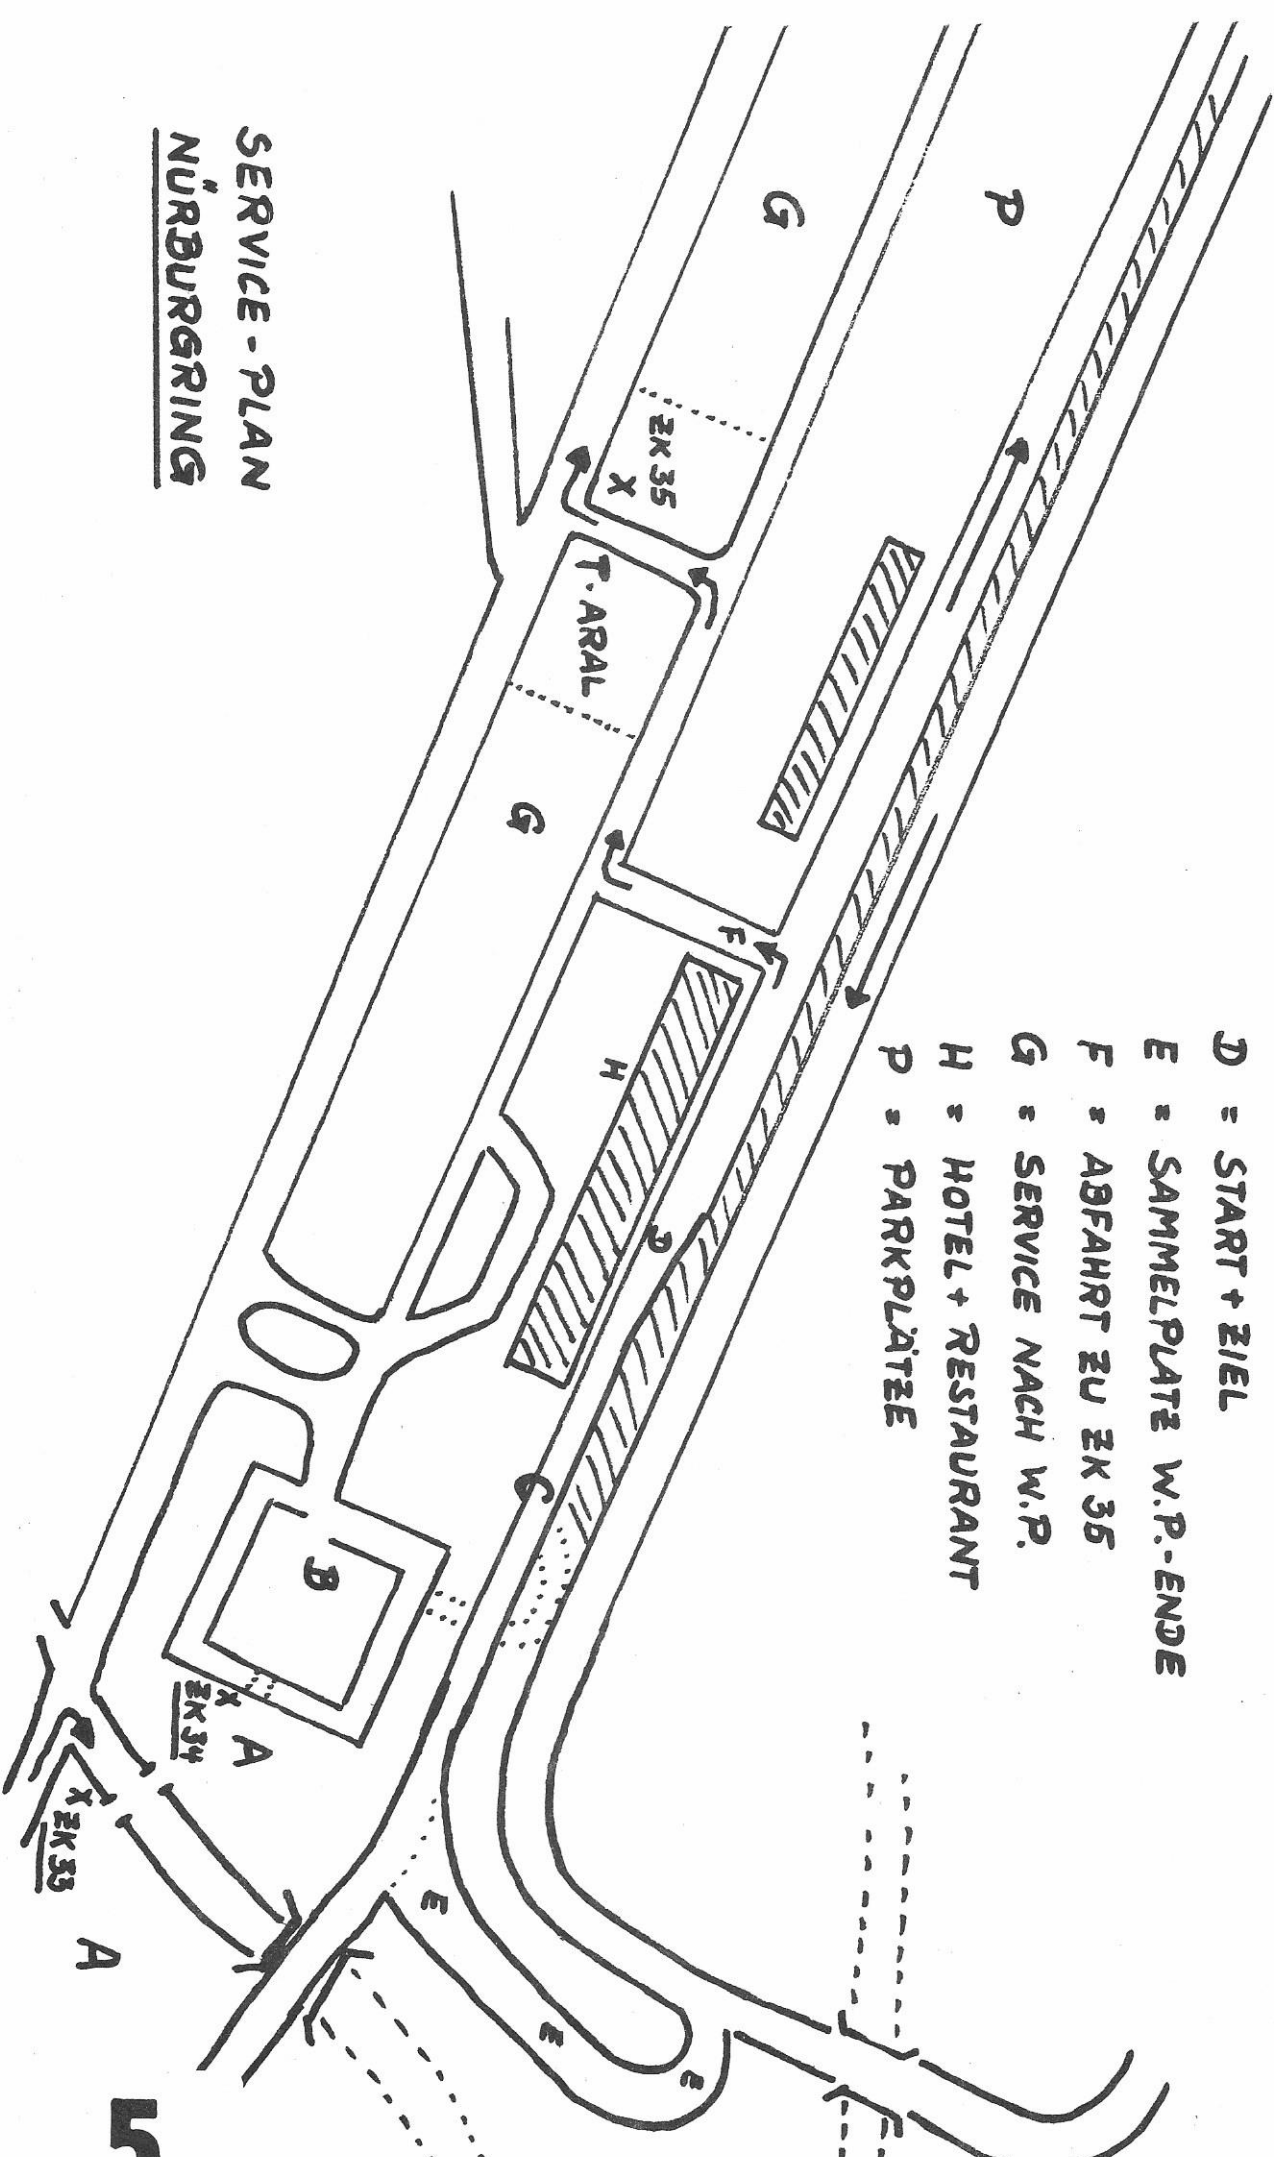 D = START + ZIEL
E = SAMMELPLATZ W.P.-ENDE
F = ABFAHRT ZU ZK 35
G = SERVICE NACH W.P.
H = HOTEL + RESTAURANT
P = PARKPLÄTZE
P
G
ZK 35
X
T. ARAL
G
F
H
D
C
B
X
ZK 34
A
X ZK 33
A
E
E
E
SERVICE-PLAN
NÜRBURGRING
5